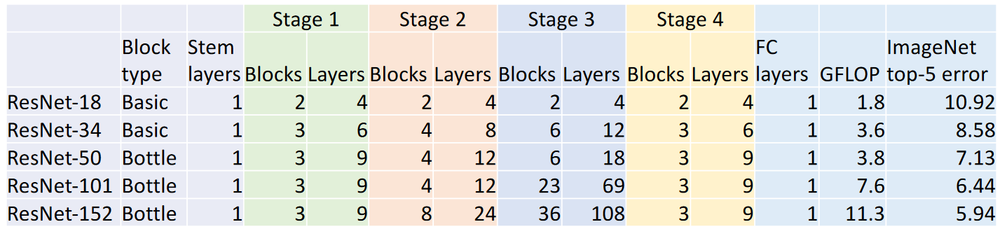 Stage 1 Stage 2 Stage 3 Stage 4
Block Stem FC ImageNet
type layers Blocks Layers Blocks Layers Blocks Layers Blocks Layers layers GFLOP top-5 error
ResNet-18 Basic 1 2 4 2 4 2 4 2 4 1 1.8 10.92
ResNet-34 Basic 1 3 6 4 8 6 12 3 6 1 3.6 8.58
ResNet-50 Bottle 1 3 9 4 12 6 18 3 9 1 3.8 7.13
ResNet-101 Bottle 1 3 9 4 12 23 69 3 9 1 7.6 6.44
ResNet-152 Bottle 1 3 9 8 24 36 108 3 9 1 11.3 5.94